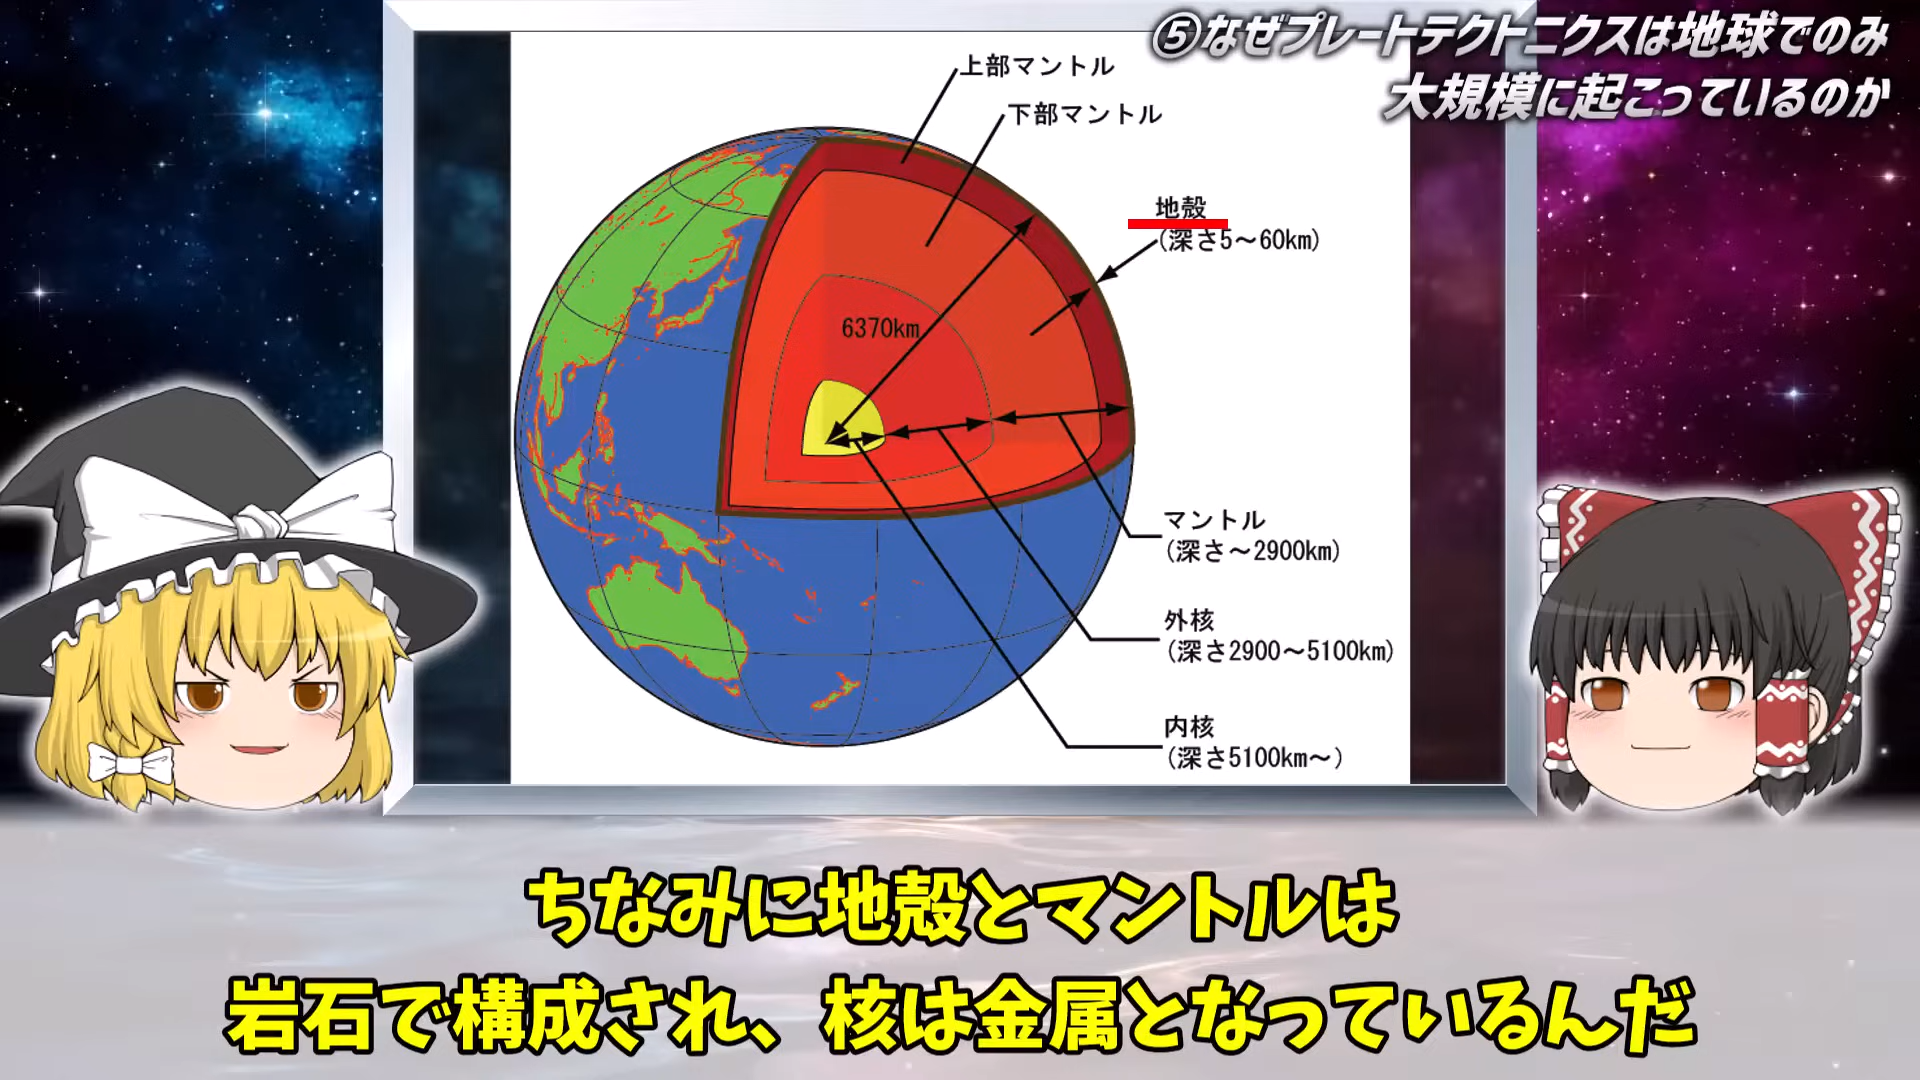 ⑤なぜプレートテクトニクスは地球でのみ
大規模に起こっているのか
上部マントル
下部マントル
地殻
(深さ5～60km)
6370km
マントル
(深さ～2900km)
外核
(深さ2900～5100km)
内核
(深さ5100km～)
ちなみに地殻とマントルは
岩石で構成され、核は金属となっているんだ